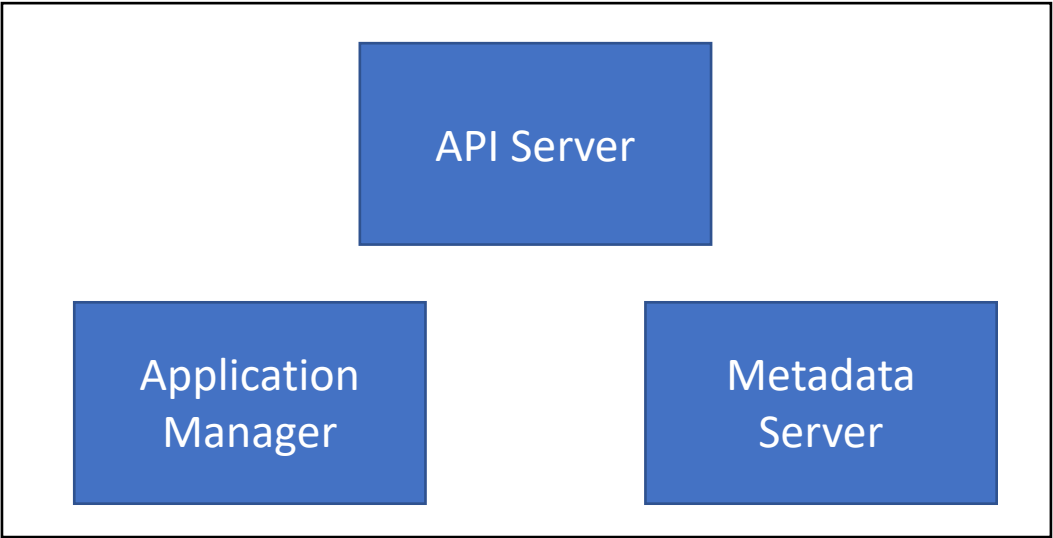 API Server
Application
Manager
Metadata
Server